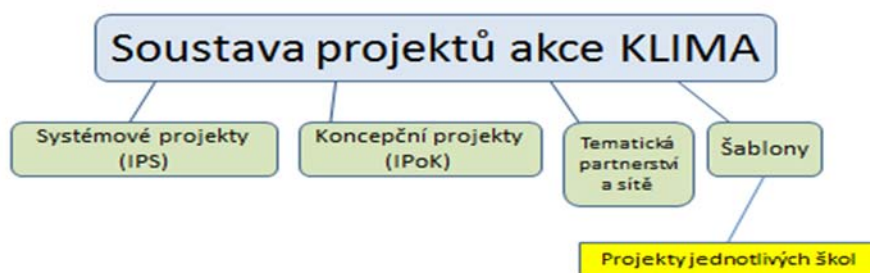 Soustava projektů akce KLIMA
Systémové projekty
(IPS)
Koncepční projekty
(IPoK)
Tematická
partnerství
a sítě
Šablony
Projekty jednotlivých škol